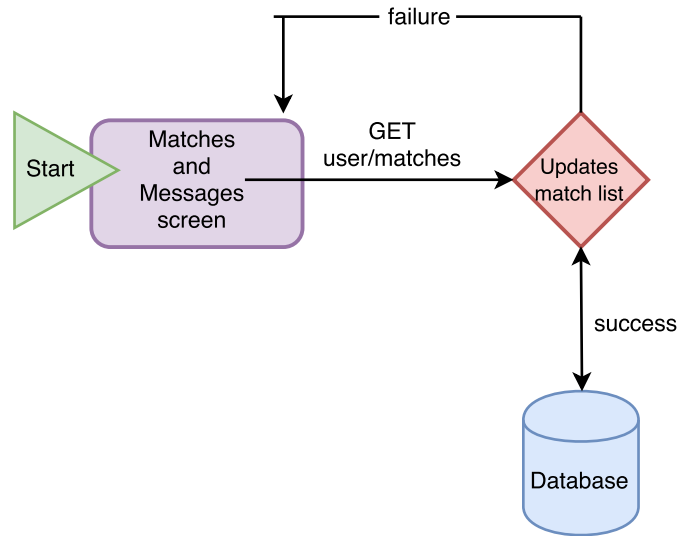 failure
Start
Matches
and
Messages
screen
GET
user/matches
Updates
match list
success
Database